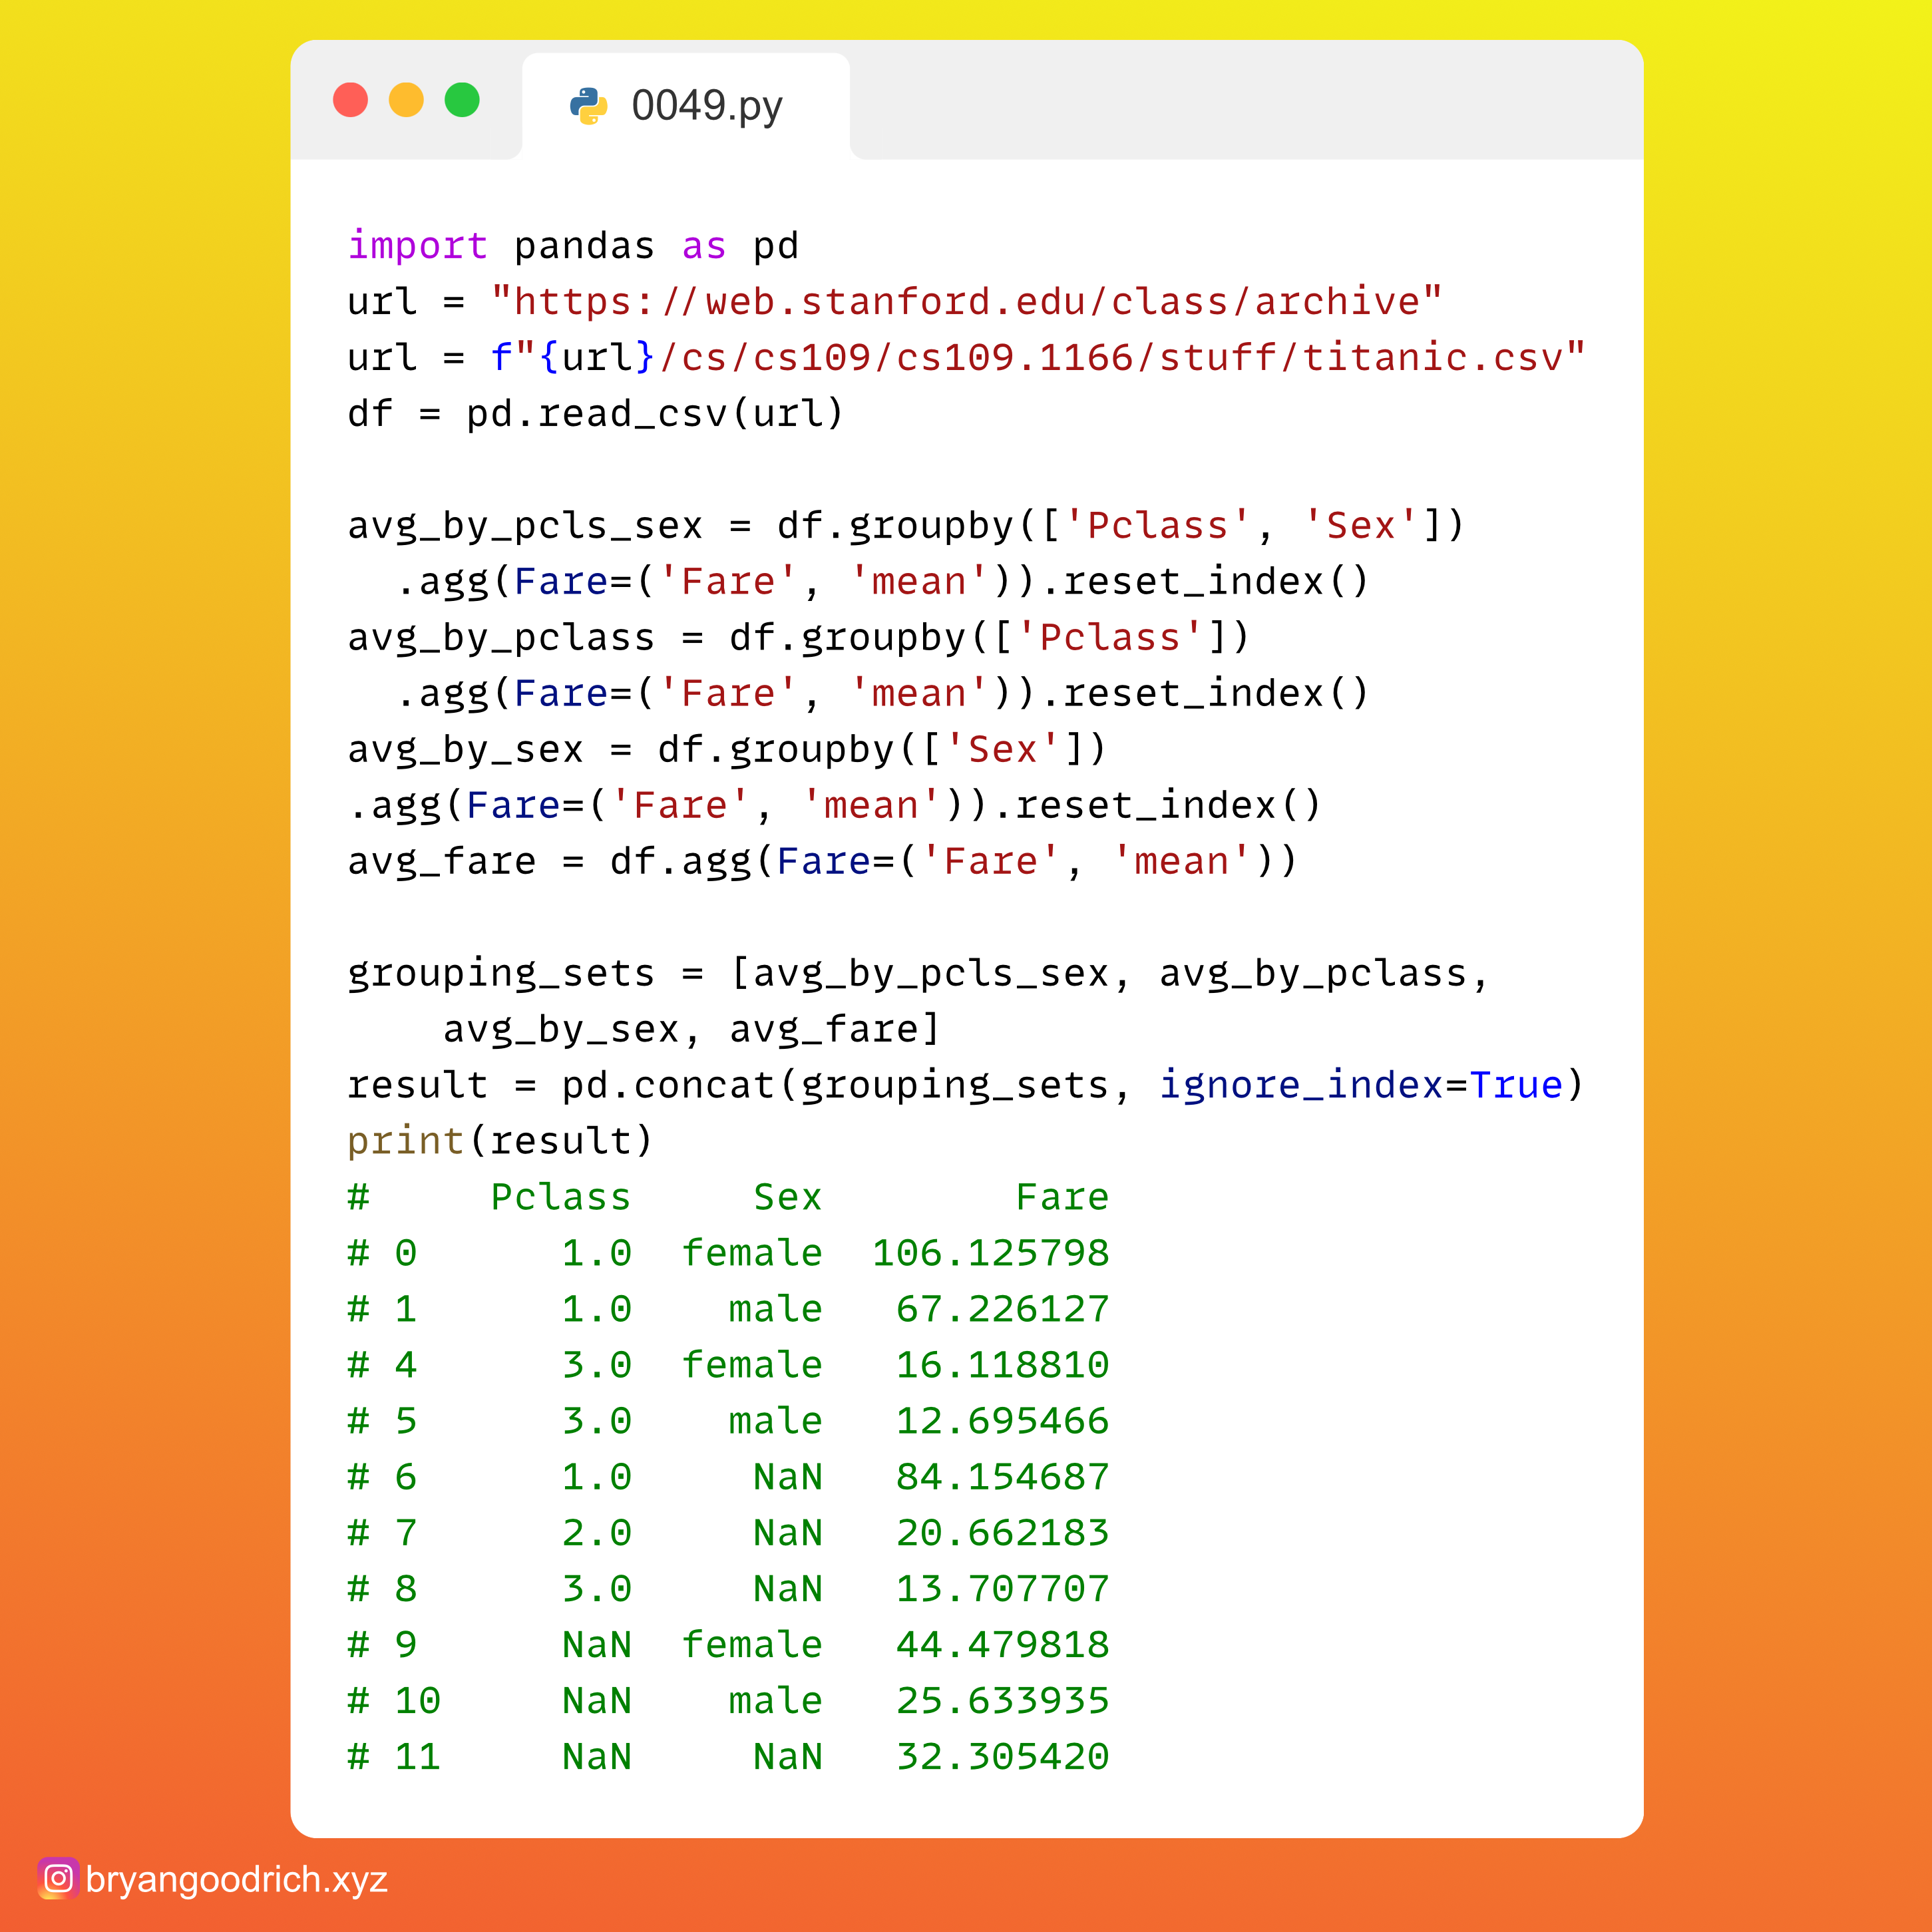 0049.py
import pandas as pd
url = "https://web.stanford.edu/class/archive"
url = f"{url}/cs/cs109/cs109.1166/stuff/titanic.csv"
df = pd.read_csv(url)

avg_by_pcls_sex = df.groupby(['Pclass', 'Sex'])
  .agg(Fare=('Fare', 'mean')).reset_index()
avg_by_pclass = df.groupby(['Pclass'])
  .agg(Fare=('Fare', 'mean')).reset_index()
avg_by_sex = df.groupby(['Sex'])
.agg(Fare=('Fare', 'mean')).reset_index()
avg_fare = df.agg(Fare=('Fare', 'mean'))

grouping_sets = [avg_by_pcls_sex, avg_by_pclass,
    avg_by_sex, avg_fare]
result = pd.concat(grouping_sets, ignore_index=True)
print(result)
#     Pclass     Sex        Fare
# 0      1.0  female  106.125798
# 1      1.0    male   67.226127
# 4      3.0  female   16.118810
# 5      3.0    male   12.695466
# 6      1.0     NaN   84.154687
# 7      2.0     NaN   20.662183
# 8      3.0     NaN   13.707707
# 9      NaN  female   44.479818
# 10     NaN    male   25.633935
# 11     NaN     NaN   32.305420
bryangoodrich.xyz